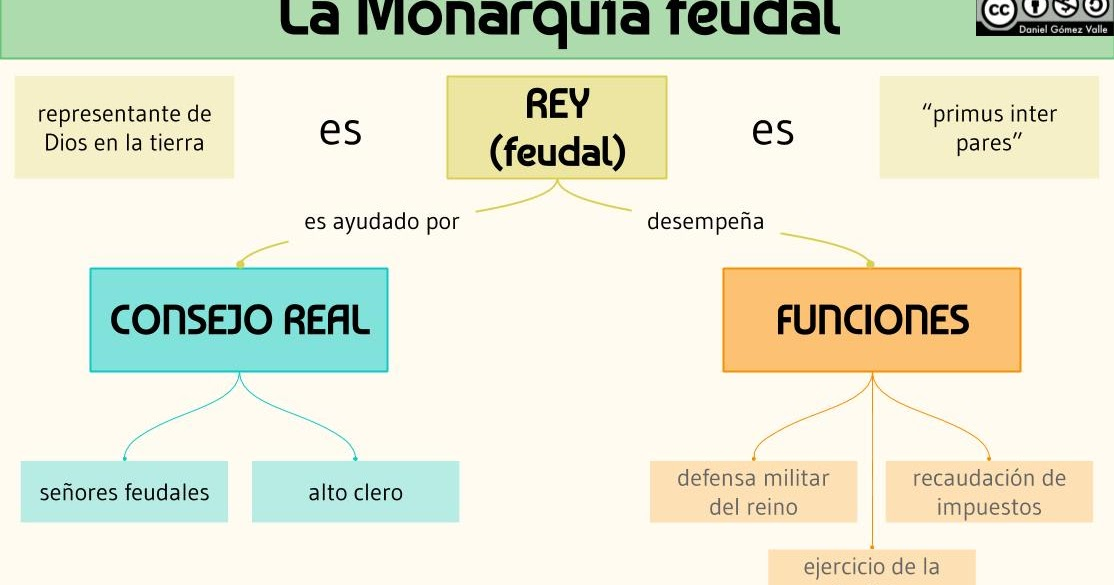 La Monarquía feudal
cc
Daniel Gómez Valle
representante de
Dios en la tierra
es
REY
(feudal)
es
“primus inter
pares”
es ayudado por
desempeña
CONSEJO REAL
FUNCIONES
señores feudales
alto clero
defensa militar
del reino
recaudación de
impuestos
ejercicio de la